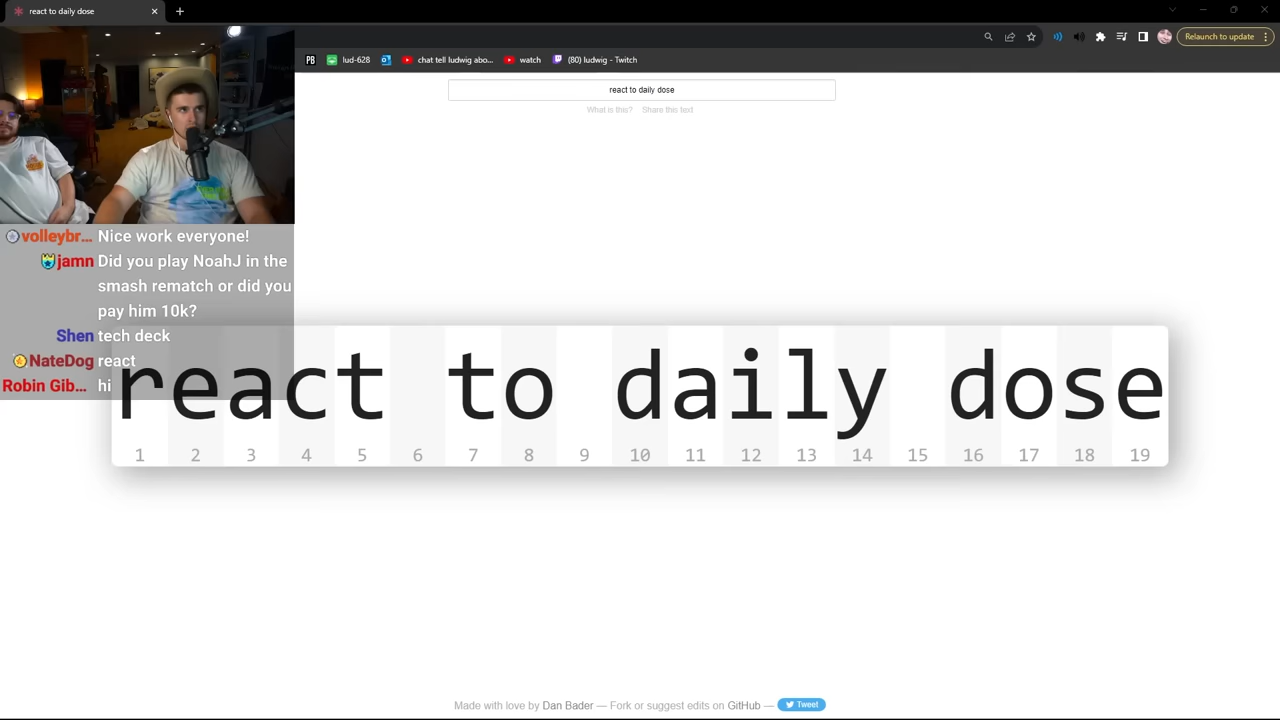 react to daily dose
Relaunch to update
lud-628
chat tell ludwig abo...
watch
(80) ludwig - Twitch
react to daily dose
What is this? Share this text
volleybr... Nice work everyone!
jamn Did you play NoahJ in the
smash rematch or did you
pay him 10k?
Shen tech deck
NateDog react
Robin Gib... hi
react to daily dose
1 2 3 4 5 6 7 8 9 10 11 12 13 14 15 16 17 18 19
Made with love by Dan Bader — Fork or suggest edits on GitHub — Tweet